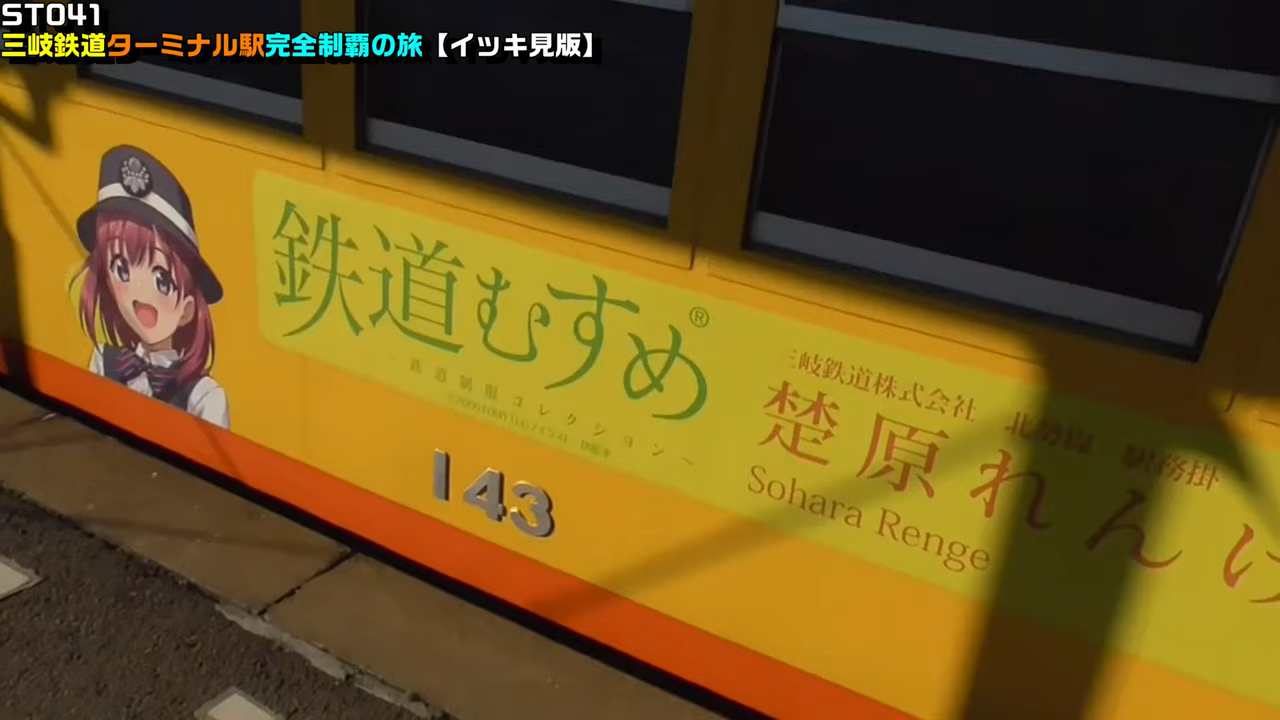 ST041
三岐鉄道ターミナル駅完全制覇の旅【イッキ見版】
鉄道むすめ®
～鉄道制服コレクション～
三岐鉄道株式会社 北勢線 駅務掛
楚原れんげ
Sohara Renge
143